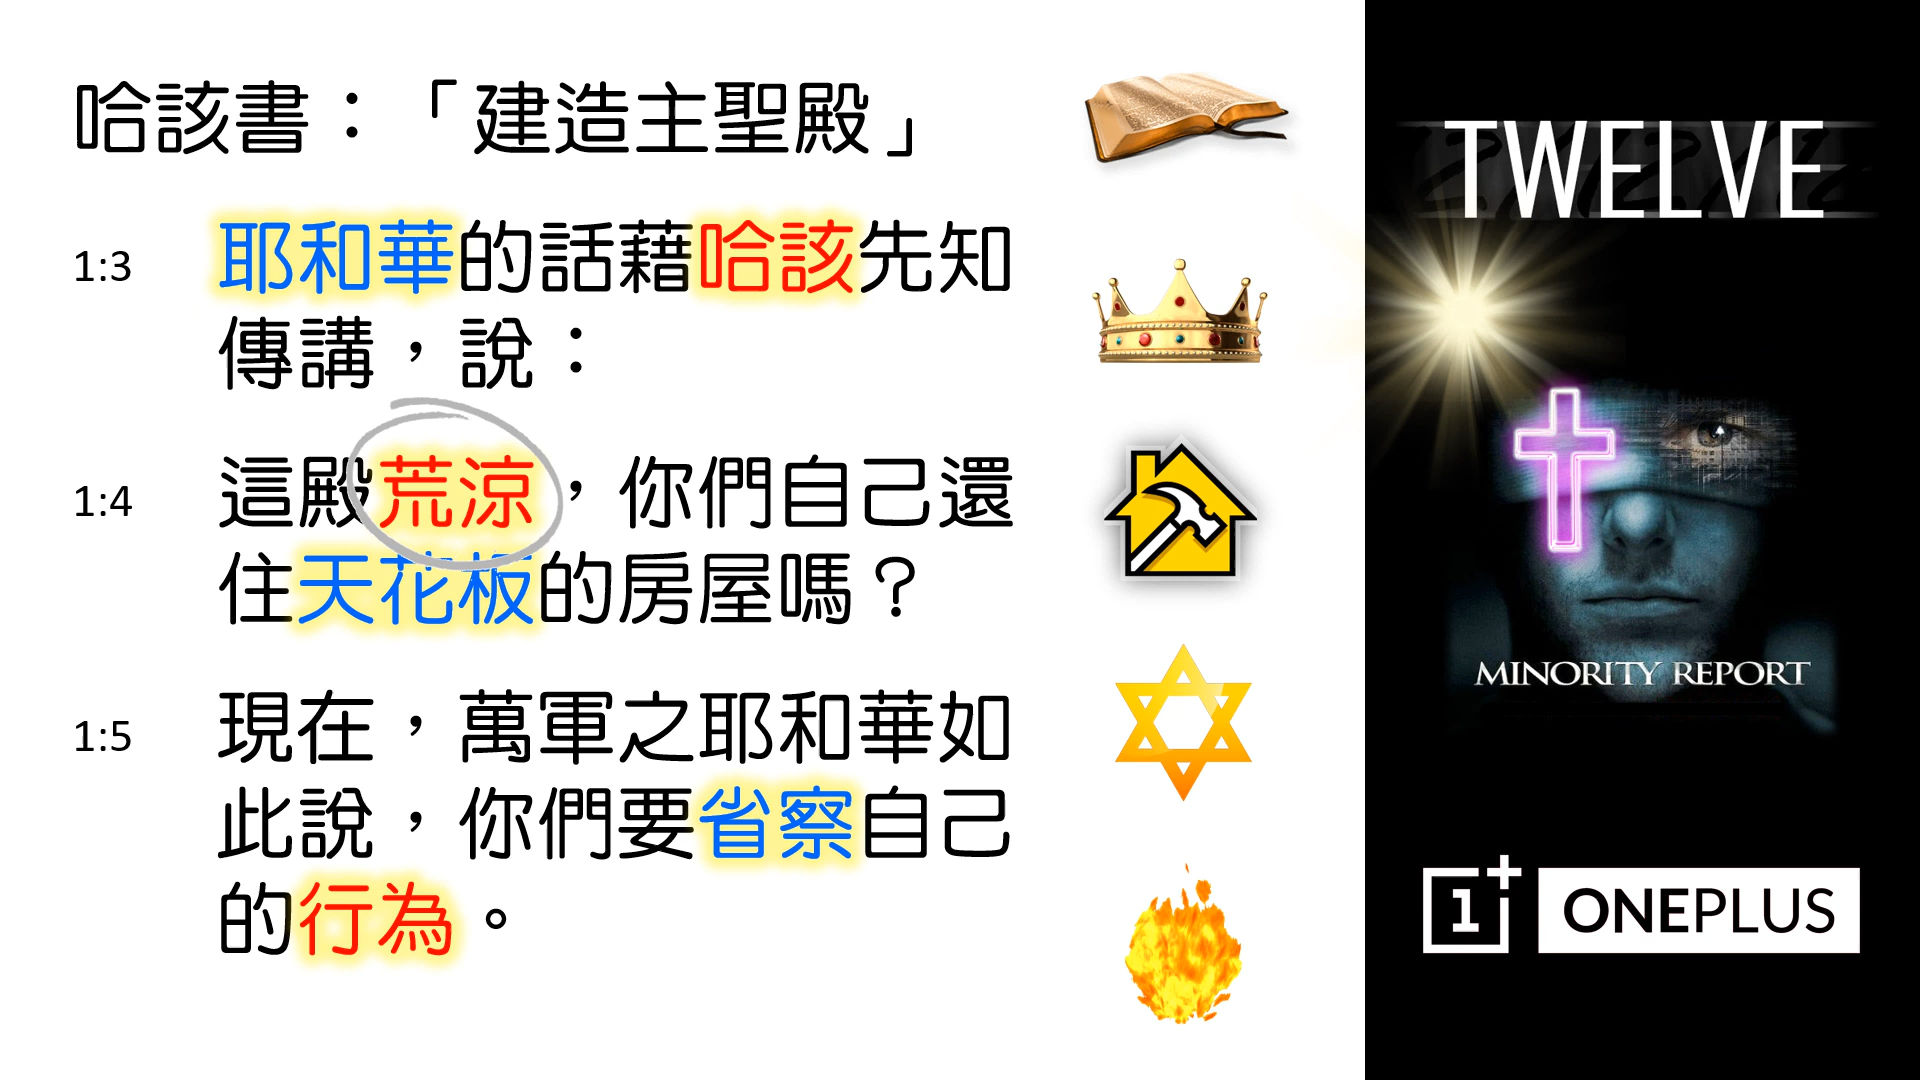 哈該書：「建造主聖殿」
1:3 耶和華的話藉哈該先知
傳講，說：
1:4 這殿荒涼，你們自己還
住天花板的房屋嗎？
1:5 現在，萬軍之耶和華如
此說，你們要省察自己
的行為。
TWELVE
MINORITY REPORT
1+ ONEPLUS